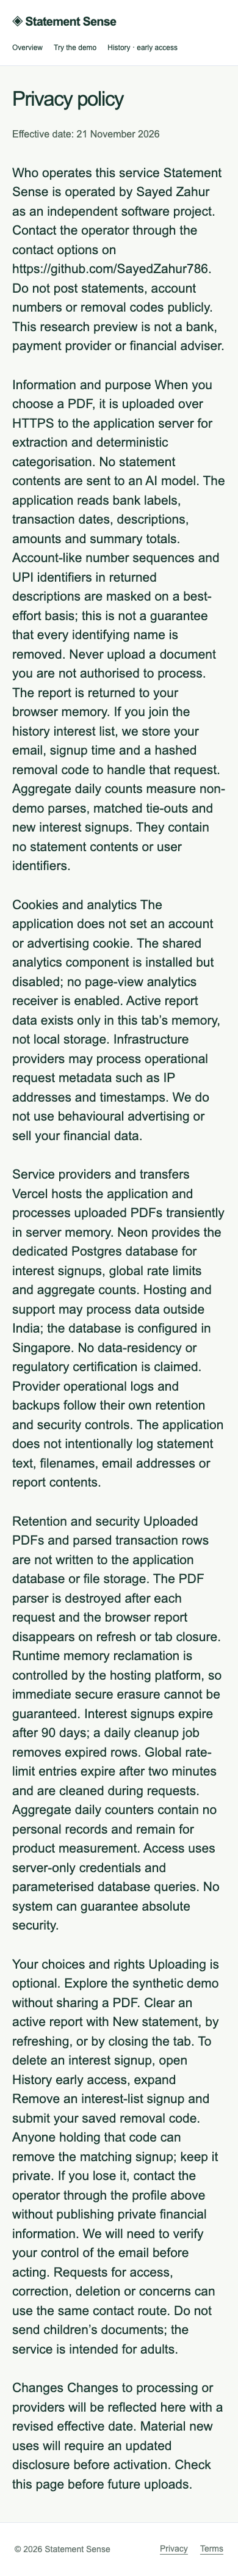 ◈ Statement Sense
Overview Try the demo History · early access
Privacy policy
Effective date: 21 November 2026
Who operates this service Statement
Sense is operated by Sayed Zahur
as an independent software project.
Contact the operator through the
contact options on
https://github.com/SayedZahur786.
Do not post statements, account
numbers or removal codes publicly.
This research preview is not a bank,
payment provider or financial adviser.
Information and purpose When you
choose a PDF, it is uploaded over
HTTPS to the application server for
extraction and deterministic
categorisation. No statement
contents are sent to an AI model. The
application reads bank labels,
transaction dates, descriptions,
amounts and summary totals.
Account-like number sequences and
UPI identifiers in returned
descriptions are masked on a best-
effort basis; this is not a guarantee
that every identifying name is
removed. Never upload a document
you are not authorised to process.
The report is returned to your
browser memory. If you join the
history interest list, we store your
email, signup time and a hashed
removal code to handle that request.
Aggregate daily counts measure non-
demo parses, matched tie-outs and
new interest signups. They contain
no statement contents or user
identifiers.
Cookies and analytics The
application does not set an account
or advertising cookie. The shared
analytics component is installed but
disabled; no page-view analytics
receiver is enabled. Active report
data exists only in this tab's memory,
not local storage. Infrastructure
providers may process operational
request metadata such as IP
addresses and timestamps. We do
not use behavioural advertising or
sell your financial data.
Service providers and transfers
Vercel hosts the application and
processes uploaded PDFs transiently
in server memory. Neon provides the
dedicated Postgres database for
interest signups, global rate limits
and aggregate counts. Hosting and
support may process data outside
India; the database is configured in
Singapore. No data-residency or
regulatory certification is claimed.
Provider operational logs and
backups follow their own retention
and security controls. The application
does not intentionally log statement
text, filenames, email addresses or
report contents.
Retention and security Uploaded
PDFs and parsed transaction rows
are not written to the application
database or file storage. The PDF
parser is destroyed after each
request and the browser report
disappears on refresh or tab closure.
Runtime memory reclamation is
controlled by the hosting platform, so
immediate secure erasure cannot be
guaranteed. Interest signups expire
after 90 days; a daily cleanup job
removes expired rows. Global rate-
limit entries expire after two minutes
and are cleaned during requests.
Aggregate daily counters contain no
personal records and remain for
product measurement. Access uses
server-only credentials and
parameterised database queries. No
system can guarantee absolute
security.
Your choices and rights Uploading is
optional. Explore the synthetic demo
without sharing a PDF. Clear an
active report with New statement, by
refreshing, or by closing the tab. To
delete an interest signup, open
History early access, expand
Remove an interest-list signup and
submit your saved removal code.
Anyone holding that code can
remove the matching signup; keep it
private. If you lose it, contact the
operator through the profile above
without publishing private financial
information. We will need to verify
your control of the email before
acting. Requests for access,
correction, deletion or concerns can
use the same contact route. Do not
send children's documents; the
service is intended for adults.
Changes Changes to processing or
providers will be reflected here with a
revised effective date. Material new
uses will require an updated
disclosure before activation. Check
this page before future uploads.
© 2026 Statement Sense Privacy Terms